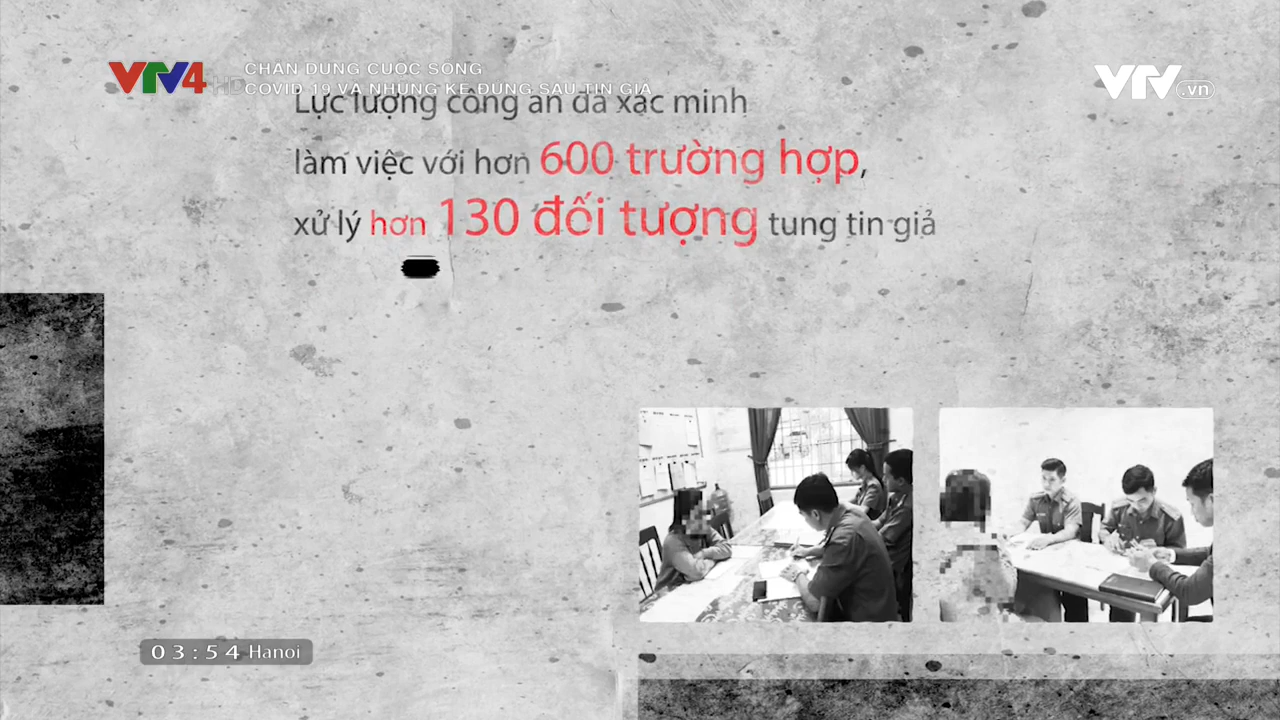 VTV4 HD
CHÂN DUNG CUỘC SỐNG
COVID 19 VÀ NHỮNG KẺ ĐỨNG SAU TIN GIẢ
VTV.vn
Lực lượng công an đã xác minh
làm việc với hơn 600 trường hợp,
xử lý hơn 130 đối tượng tung tin giả
03:54 Hanoi